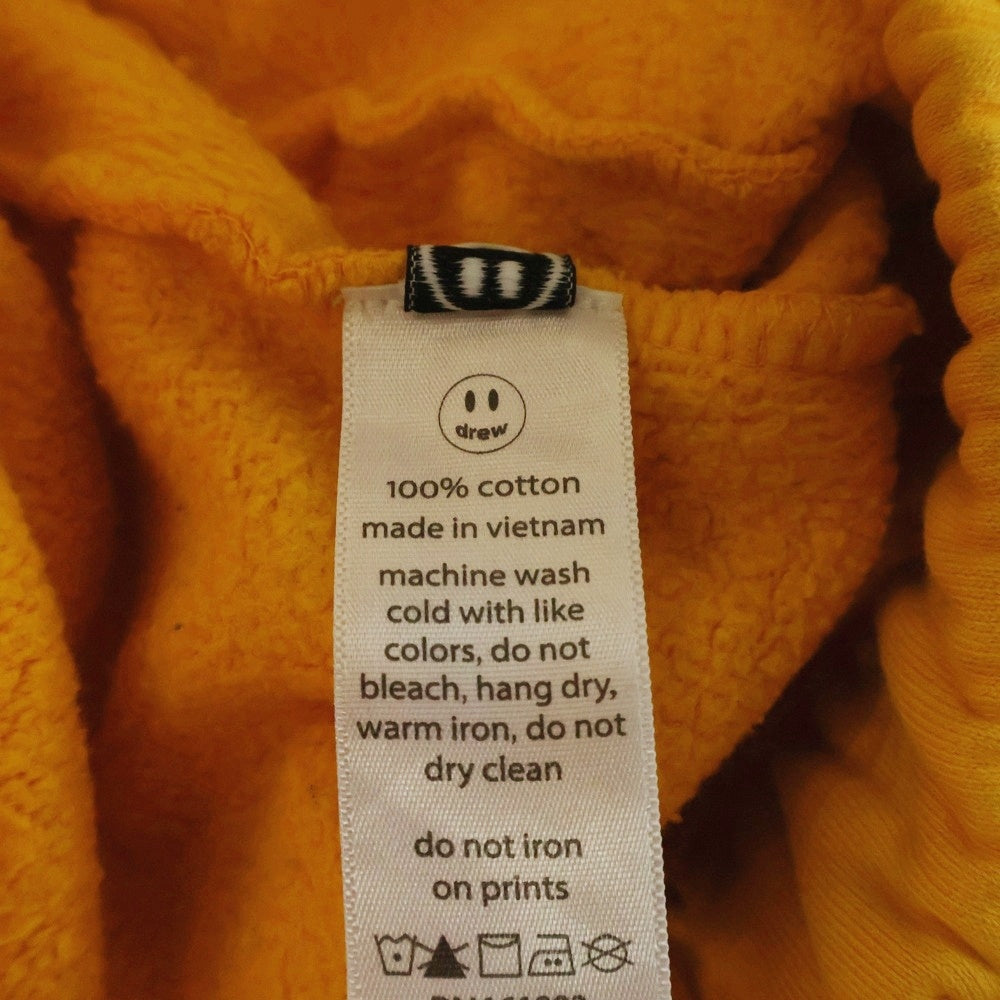 drew
100% cotton
made in vietnam
machine wash
cold with like
colors, do not
bleach, hang dry,
warm iron, do not
dry clean
do not iron
on prints